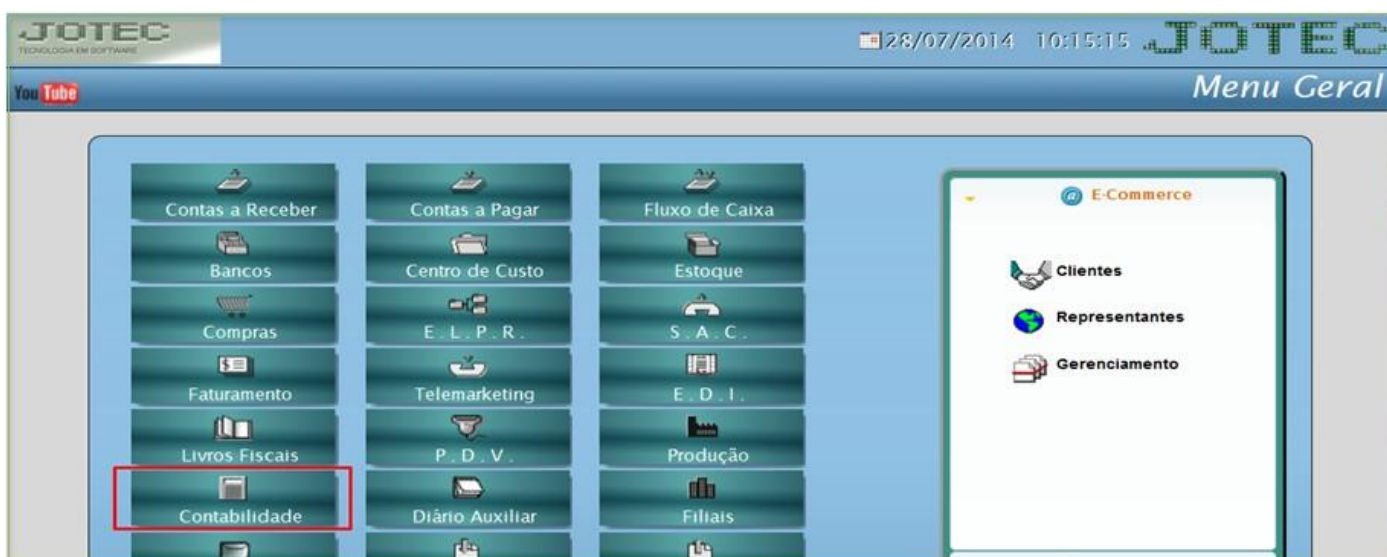 JOTEC
TECNOLOGIA EM SOFTWARE
28/07/2014 10:15:15 JOTEC
You Tube
Menu Geral
Contas a Receber Contas a Pagar Fluxo de Caixa
Bancos Centro de Custo Estoque
Compras E.L.P.R. S.A.C.
Faturamento Telemarketing E.D.I.
Livros Fiscais P.D.V. Produção
Contabilidade Diário Auxiliar Filiais
@ E-Commerce
Clientes
Representantes
Gerenciamento